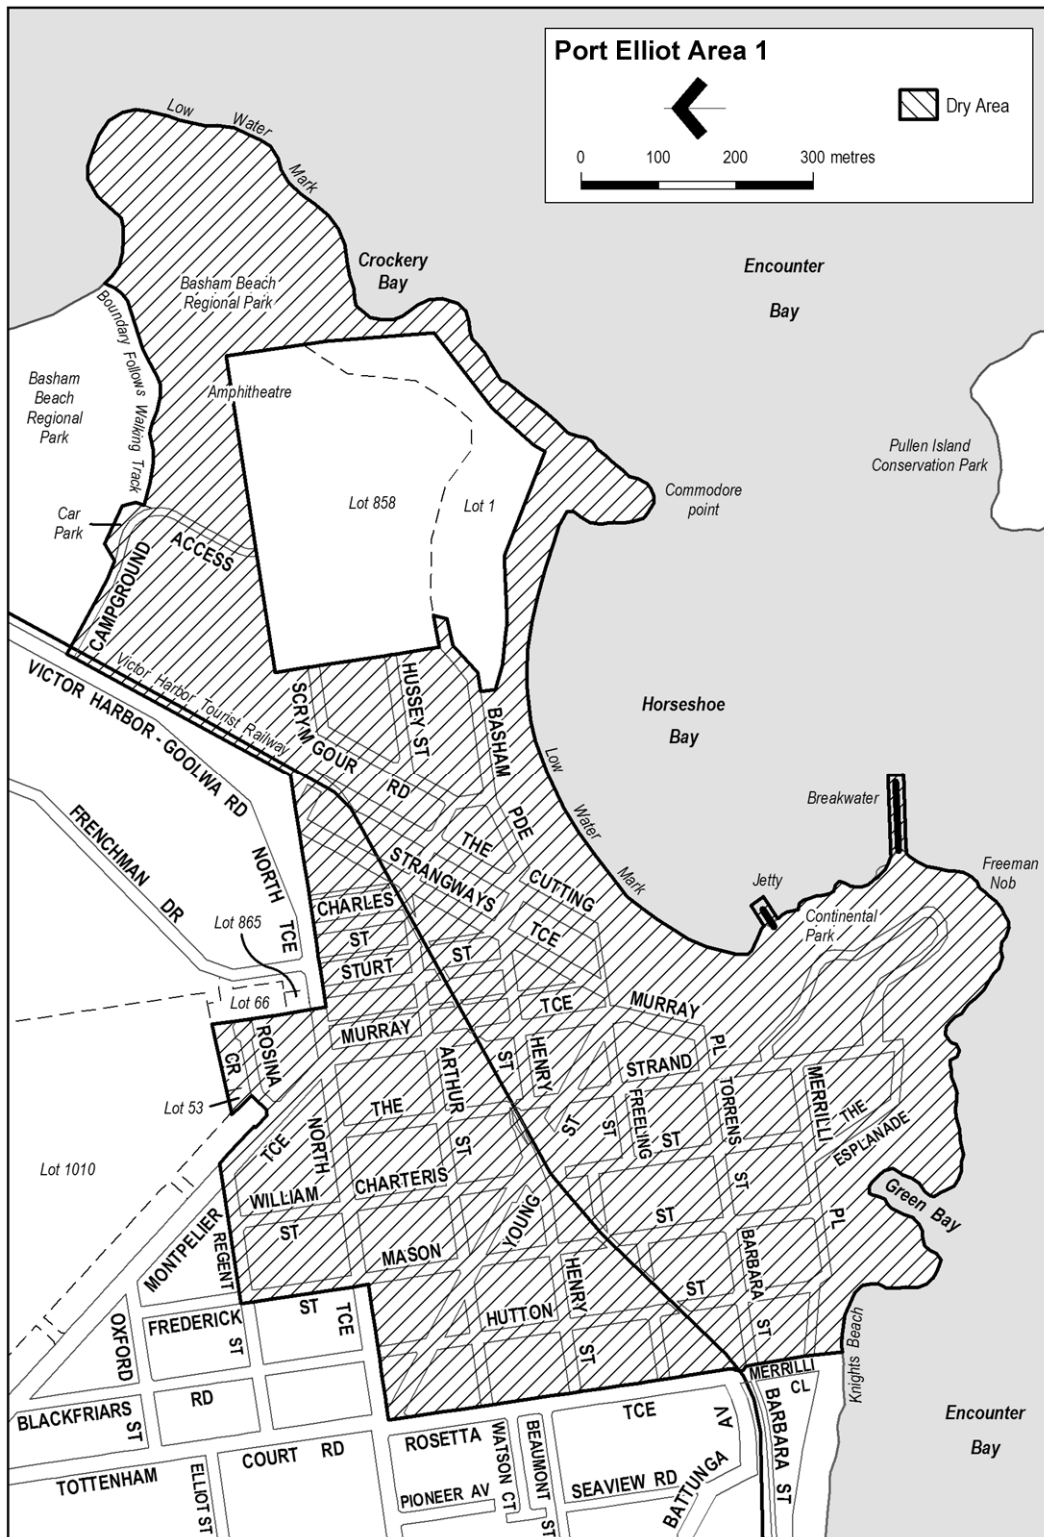 Port Elliot Area 1
Dry Area
0 100 200 300 metres
Low Water Mark
Crockery
Bay
Encounter
Bay
Basham Beach
Regional Park
Boundary Follows Walking Track
Basham
Beach
Regional
Park
Amphitheatre
Pullen Island
Conservation Park
Lot 858
Lot 1
Commodore
point
Car
Park
ACCESS
CAMPGROUND
Victor Harbor Tourist Railway
VICTOR HARBOR - GOOLWA RD
SCRYMGOUR RD
HUSSEY ST
BASHAM PDE
Horseshoe
Bay
Low Water Mark
Breakwater
Jetty
Freeman
Nob
Continental
Park
FRENCHMAN DR
NORTH TCE
THE CUTTING
STRANGWAYS TCE
CHARLES ST
STURT ST
Lot 865
Lot 66
MURRAY TCE
MURRAY PL
ROSINA
CR
Lot 53
ARTHUR ST
HENRY ST
THE STRAND
FREELING ST
TORRENS ST
MERRILLI PL
THE ESPLANADE
Lot 1010
TCE
NORTH
CHARTERIS ST
WILLIAM ST
MONTPELIER
REGENT ST
YOUNG ST
MASON ST
Green Bay
BARBARA ST
HENRY ST
HUTTON ST
OXFORD ST
FREDERICK ST
TCE
MERRILLI CL
Knights Beach
BLACKFRIARS RD
ROSETTA TCE
WATSON CT
BEAUMONT ST
BATTUNGA AV
BARBARA ST
Encounter
Bay
TOTTENHAM COURT RD
ELLIOT ST
PIONEER AV
SEAVIEW RD